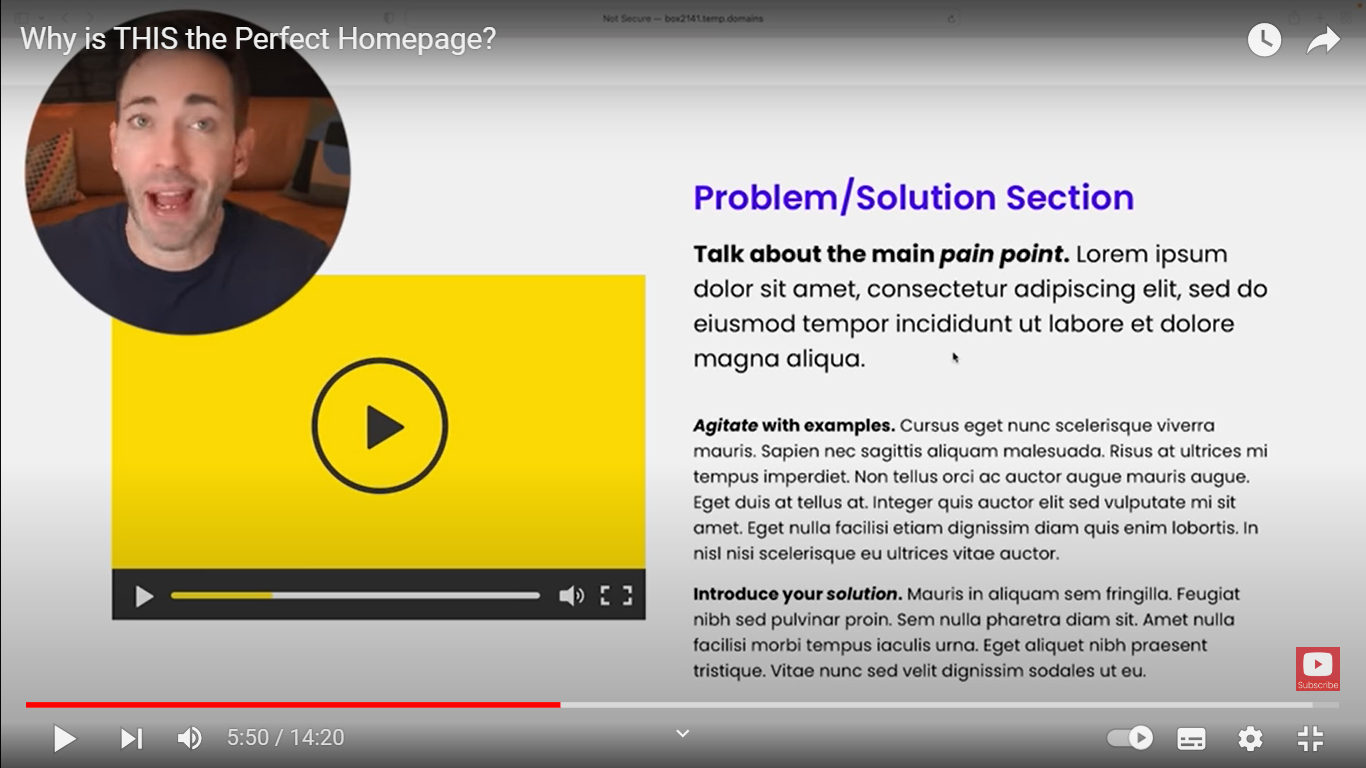 Not Secure — box2141.temp.domains
Why is THIS the Perfect Homepage?
Problem/Solution Section
Talk about the main pain point. Lorem ipsum
dolor sit amet, consectetur adipiscing elit, sed do
eiusmod tempor incididunt ut labore et dolore
magna aliqua.
Agitate with examples. Cursus eget nunc scelerisque viverra
mauris. Sapien nec sagittis aliquam malesuada. Risus at ultrices mi
tempus imperdiet. Non tellus orci ac auctor augue mauris augue.
Eget duis at tellus at. Integer quis auctor elit sed vulputate mi sit
amet. Eget nulla facilisi etiam dignissim diam quis enim lobortis. In
nisl nisi scelerisque eu ultrices vitae auctor.
Introduce your solution. Mauris in aliquam sem fringilla. Feugiat
nibh sed pulvinar proin. Sem nulla pharetra diam sit. Amet nulla
facilisi morbi tempus iaculis urna. Eget aliquet nibh praesent
tristique. Vitae nunc sed velit dignissim sodales ut eu.
Subscribe
5:50 / 14:20